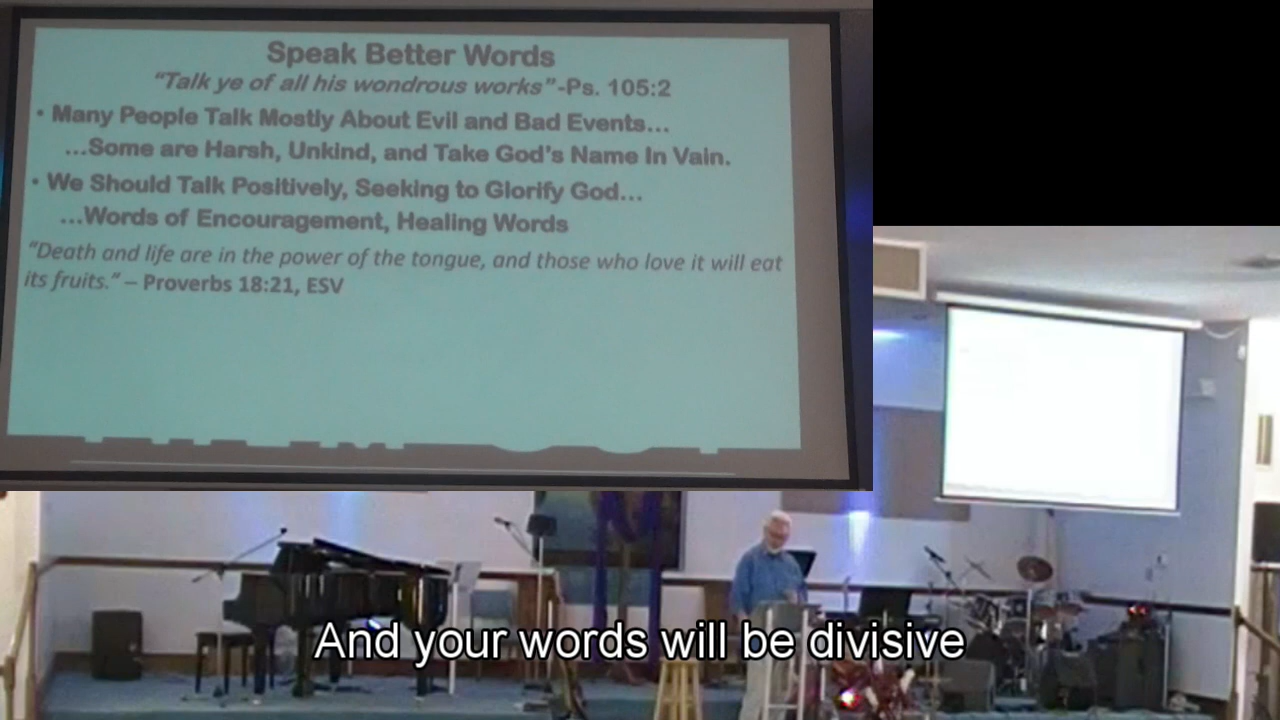 Speak Better Words
“Talk ye of all his wondrous works”-Ps. 105:2
• Many People Talk Mostly About Evil and Bad Events...
...Some are Harsh, Unkind, and Take God's Name In Vain.
• We Should Talk Positively, Seeking to Glorify God...
...Words of Encouragement, Healing Words
“Death and life are in the power of the tongue, and those who love it will eat
its fruits.” – Proverbs 18:21, ESV
And your words will be divisive